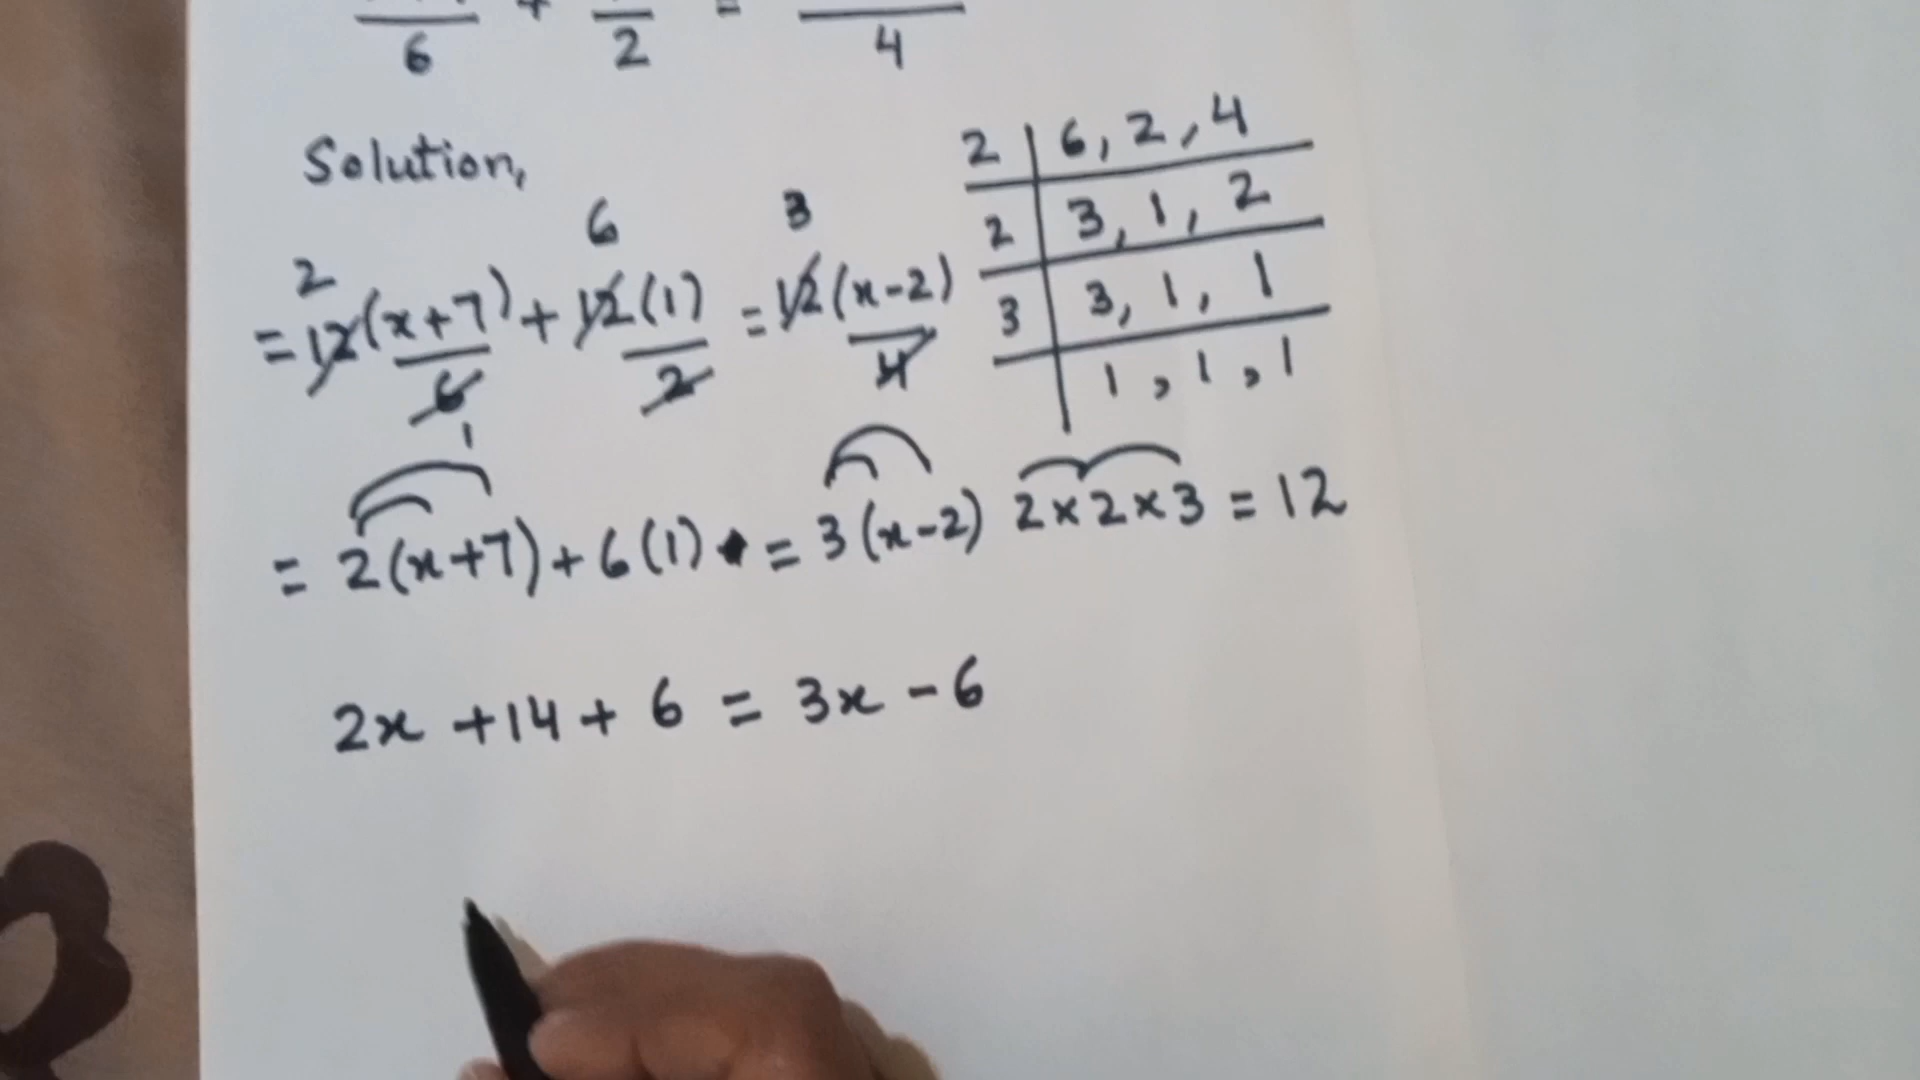 6 + 2 = 4
Solution,
2 6 3
= 12(x+7)/6 + 12(1)/2 = 12(x-2)/4
1
= 2(x+7) + 6(1) = 3(x-2)
2x + 14 + 6 = 3x - 6
2 | 6, 2, 4
2 | 3, 1, 2
3 | 3, 1, 1
1, 1, 1
2×2×3 = 12